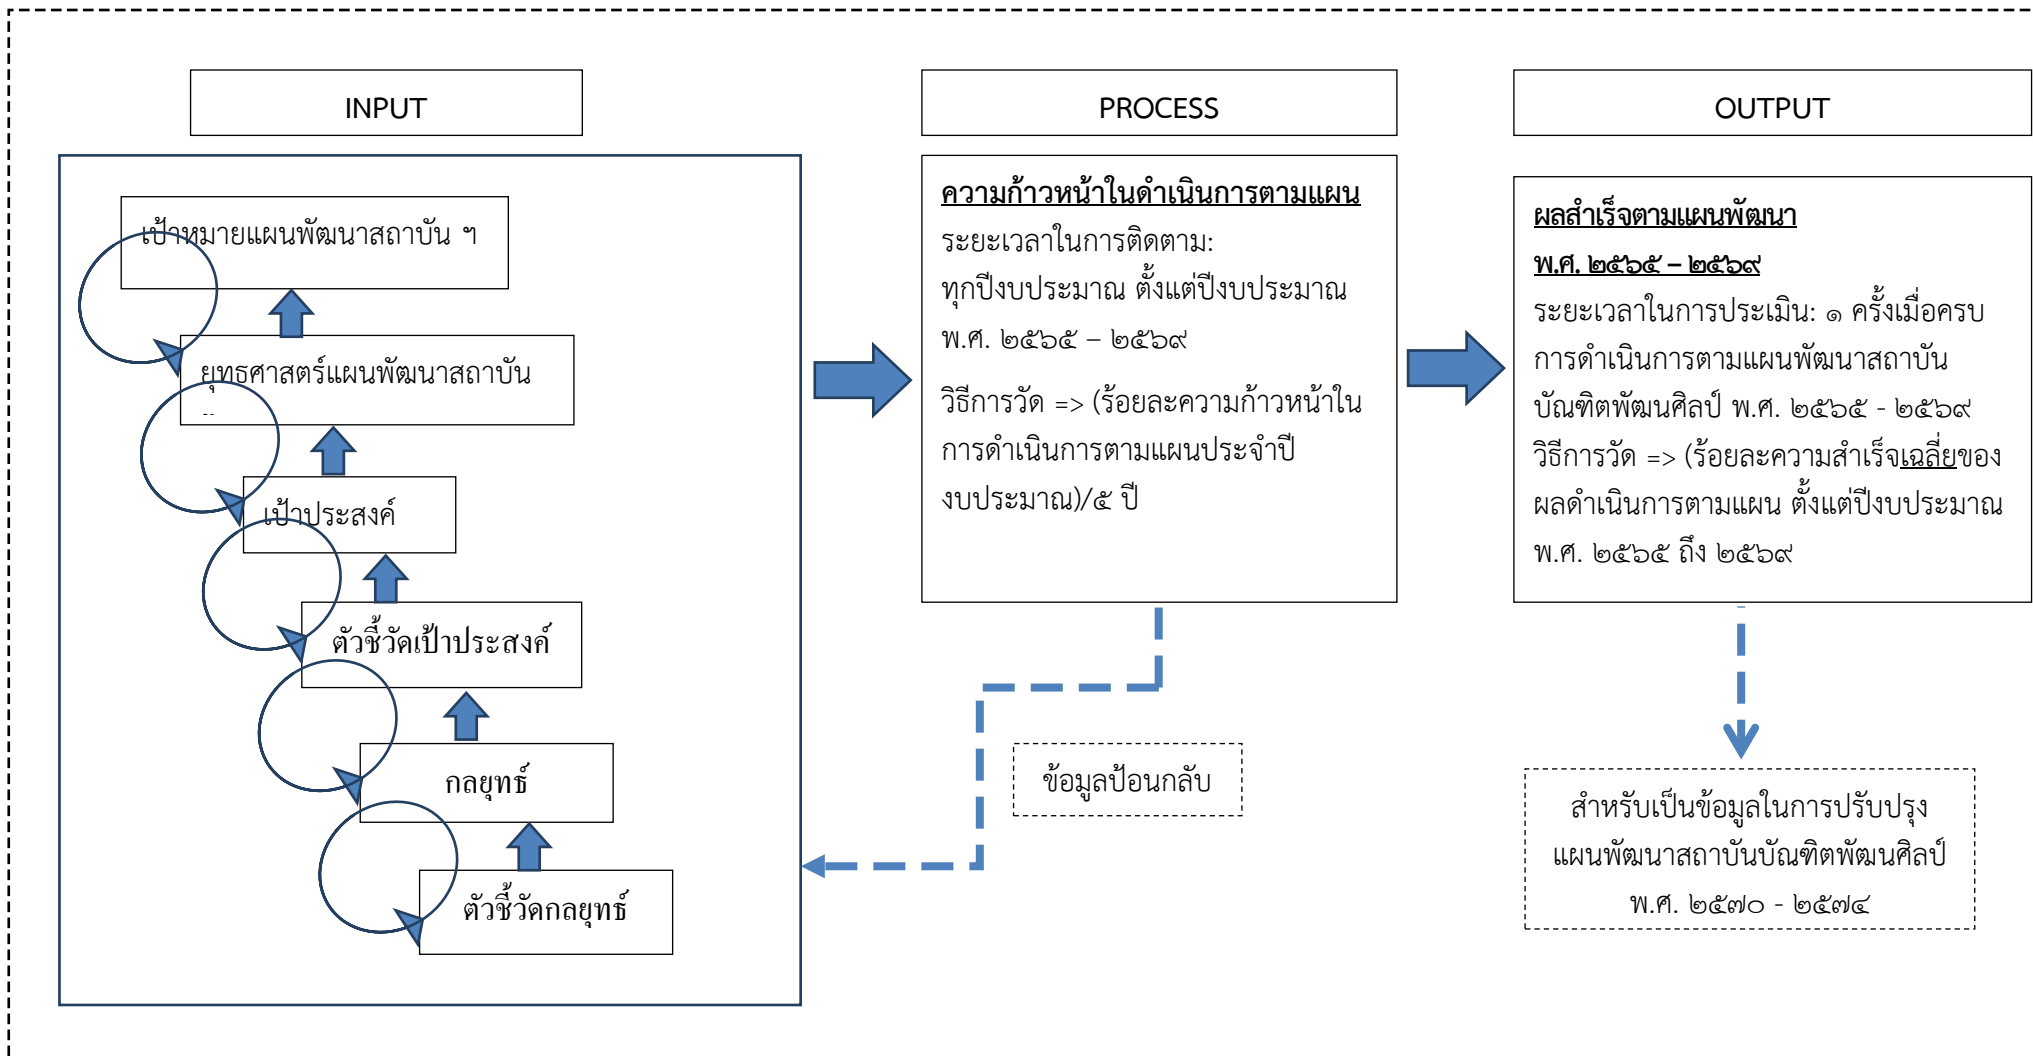 INPUT
เป้าหมายแผนพัฒนาสถาบัน ฯ
ยุทธศาสตร์แผนพัฒนาสถาบัน
เป้าประสงค์
ตัวชี้วัดเป้าประสงค์
กลยุทธ์
ตัวชี้วัดกลยุทธ์
PROCESS
ความก้าวหน้าในดำเนินการตามแผน
ระยะเวลาในการติดตาม:
ทุกปีงบประมาณ ตั้งแต่ปีงบประมาณ
พ.ศ. ๒๕๖๕ – ๒๕๖๙
วิธีการวัด => (ร้อยละความก้าวหน้าใน
การดำเนินการตามแผนประจำปี
งบประมาณ)/๕ ปี
ข้อมูลป้อนกลับ
OUTPUT
ผลสำเร็จตามแผนพัฒนา
พ.ศ. ๒๕๖๕ – ๒๕๖๙
ระยะเวลาในการประเมิน: ๑ ครั้งเมื่อครบ
การดำเนินการตามแผนพัฒนาสถาบัน
บัณฑิตพัฒนศิลป์ พ.ศ. ๒๕๖๕ - ๒๕๖๙
วิธีการวัด => (ร้อยละความสำเร็จเฉลี่ยของ
ผลดำเนินการตามแผน ตั้งแต่ปีงบประมาณ
พ.ศ. ๒๕๖๕ ถึง ๒๕๖๙
สำหรับเป็นข้อมูลในการปรับปรุง
แผนพัฒนาสถาบันบัณฑิตพัฒนศิลป์
พ.ศ. ๒๕๗๐ - ๒๕๗๔